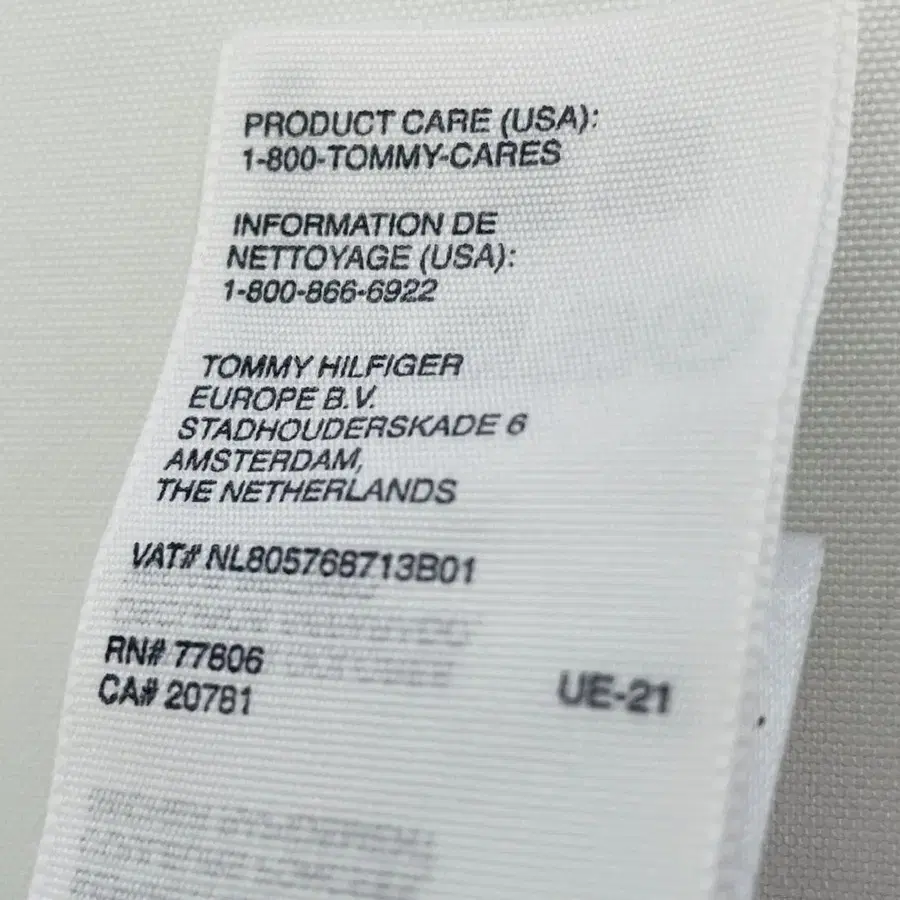 PRODUCT CARE (USA):
1-800-TOMMY-CARES
INFORMATION DE
NETTOYAGE (USA):
1-800-866-6922
TOMMY HILFIGER
EUROPE B.V.
STADHOUDERSKADE 6
AMSTERDAM,
THE NETHERLANDS
VAT# NL805768713B01
RN# 77806
CA# 20781
UE-21